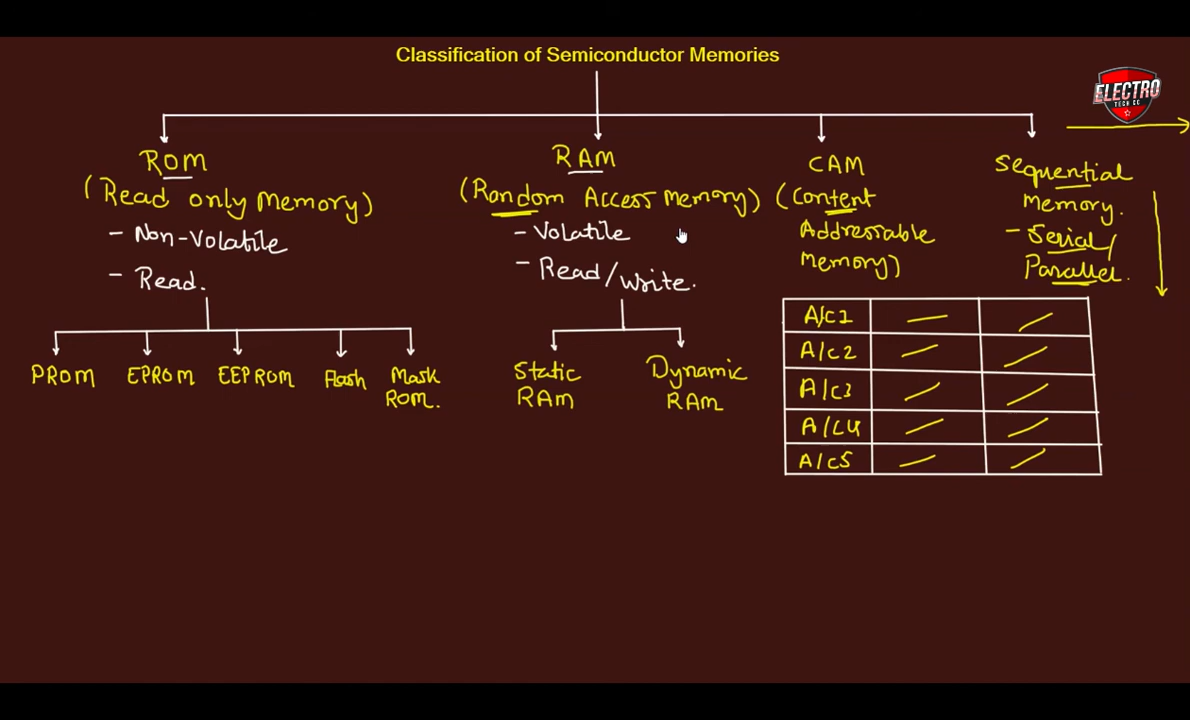 Classification of Semiconductor Memories
ELECTRO
TECH CC
ROM
(Read only Memory)
- Non-Volatile
- Read.
PROM
EPROM
EEPROM
Flash
Mask
ROM.
RAM
(Random Access Memory)
- Volatile
- Read/Write.
Static
RAM
Dynamic
RAM
CAM
(Content
Addressable
Memory)
Sequential
Memory.
- Serial/
Parallel.
A/C1
A/C2
A/C3
A/C4
A/C5